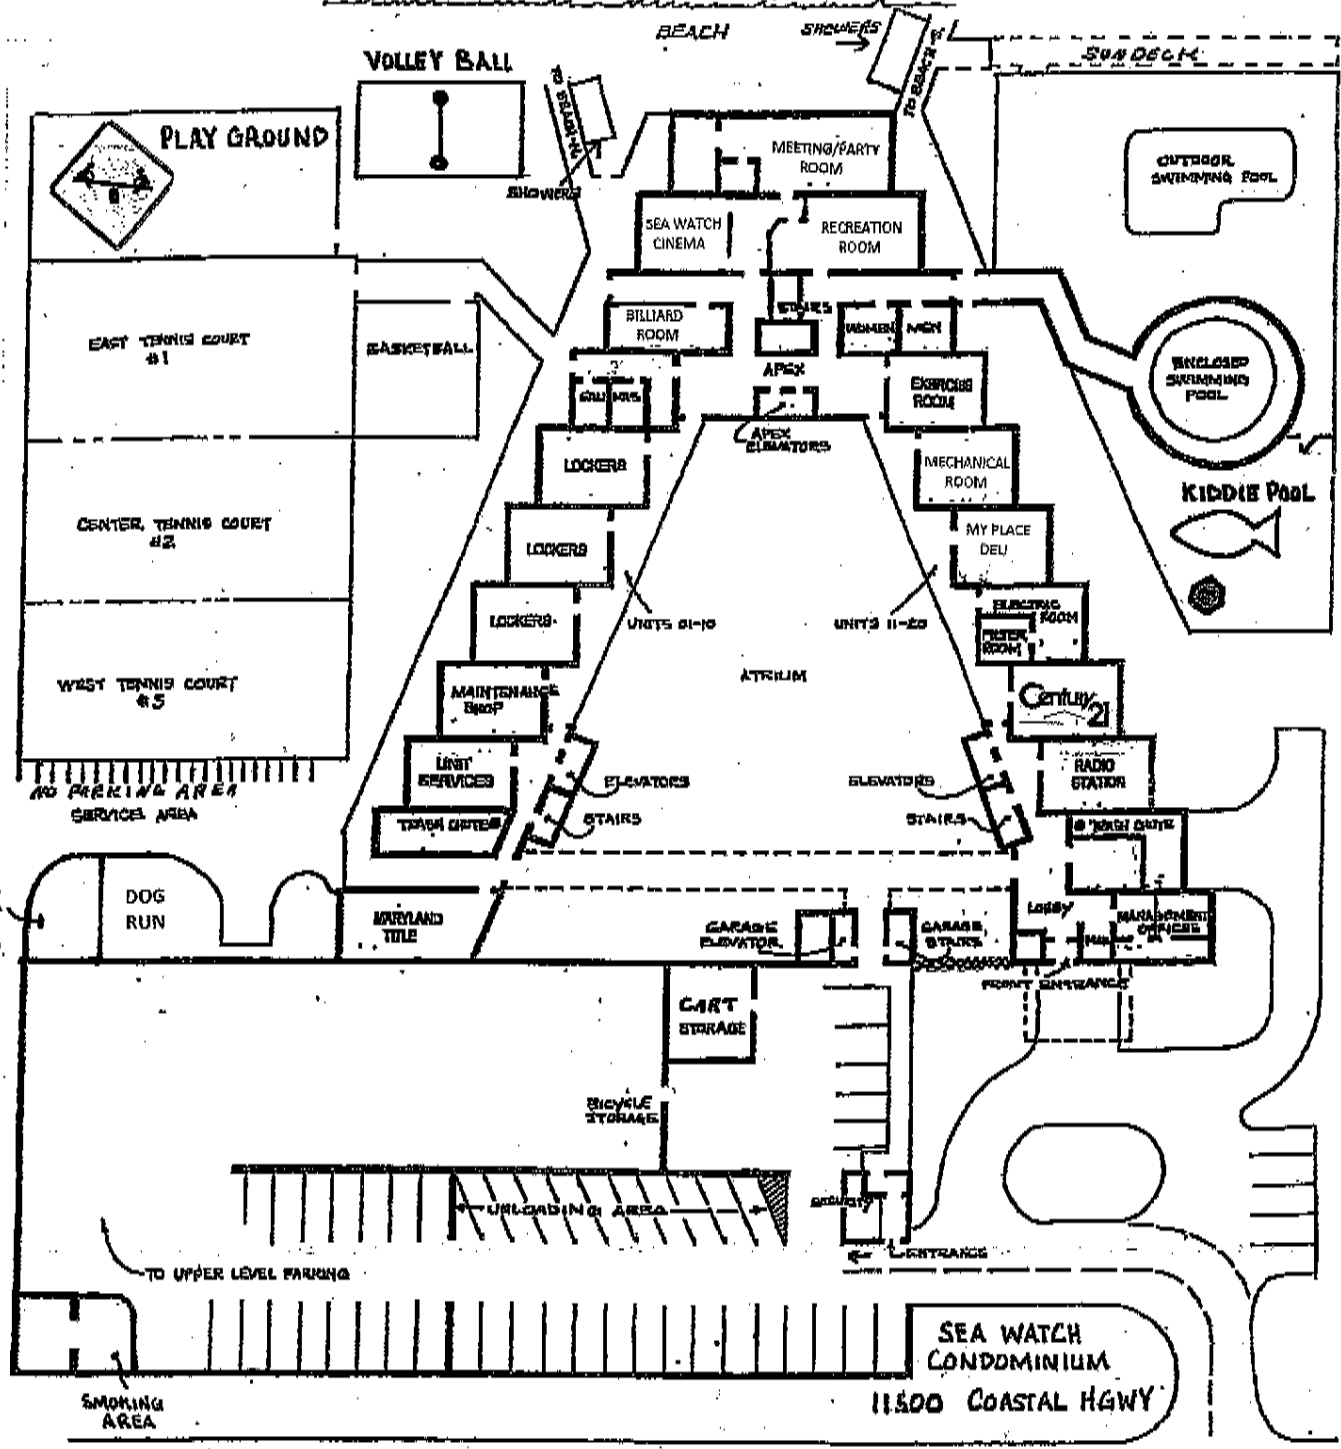 BEACH
SHOWERS
SUN DECK
VOLLEY BALL
TO BEACH
TO BEACH
PLAY GROUND
MEETING/PARTY
ROOM
OUTDOOR
SWIMMING POOL
SHOWERS
SEA WATCH
CINEMA
RECREATION
ROOM
STAIRS
BILLIARD
ROOM
WOMEN
MEN
EAST TENNIS COURT
#1
BASKETBALL
APEX
EXERCISE
ROOM
ENCLOSED
SWIMMING
POOL
APEX
ELEVATORS
LOCKERS
MECHANICAL
ROOM
KIDDIE POOL
CENTER TENNIS COURT
#2
LOCKERS
MY PLACE
DELI
LOCKERS
UNITS 01-10
UNITS 11-20
ELECTRIC
ROOM
FILTER
ROOM
ATRIUM
WEST TENNIS COURT
#3
MAINTENANCE
SHOP
Century
21
UNIT
SERVICES
ELEVATORS
ELEVATORS
RADIO
STATION
NO PARKING AREA
SERVICE AREA
TRASH CHUTES
STAIRS
STAIRS
TRASH CHUTE
DOG
RUN
MARYLAND
TITLE
GARAGE
ELEVATOR
GARAGE
STAIRS
LOBBY
MANAGEMENT
OFFICES
FRONT ENTRANCE
CART
STORAGE
BICYCLE
STORAGE
UNLOADING AREA
SECURITY
ENTRANCE
TO UPPER LEVEL PARKING
SEA WATCH
CONDOMINIUM
11500 COASTAL HGWY
SMOKING
AREA